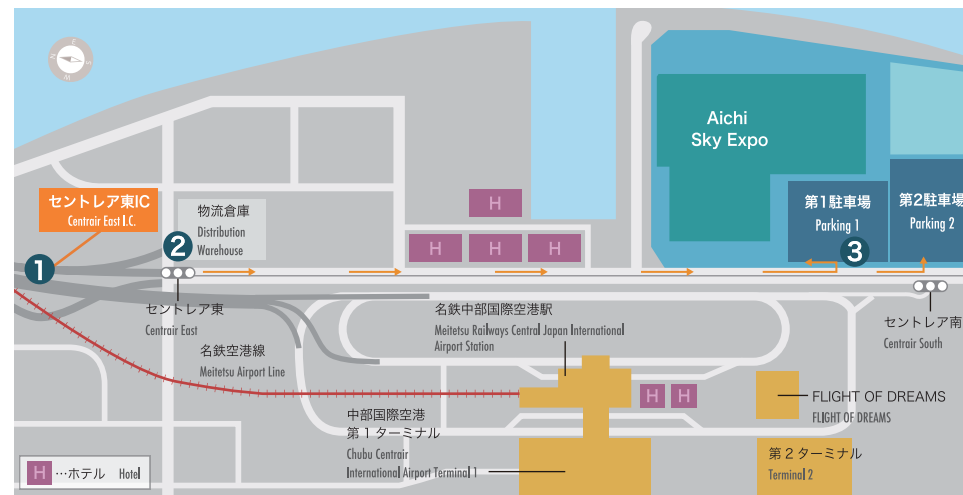 Aichi
Sky Expo
セントレア東IC
Centrair East I.C.
第1駐車場
Parking 1
第2駐車場
Parking 2
H
物流倉庫
Distribution
Warehouse
1
2
3
H
H
H
セントレア東
Centrair East
名鉄中部国際空港駅
Meitetsu Railways Central Japan International
Airport Station
セントレア南
Centrair South
名鉄空港線
Meitetsu Airport Line
H
H
FLIGHT OF DREAMS
FLIGHT OF DREAMS
中部国際空港
第1ターミナル
Chubu Centrair
International Airport Terminal 1
第2ターミナル
Terminal 2
H …ホテル Hotel